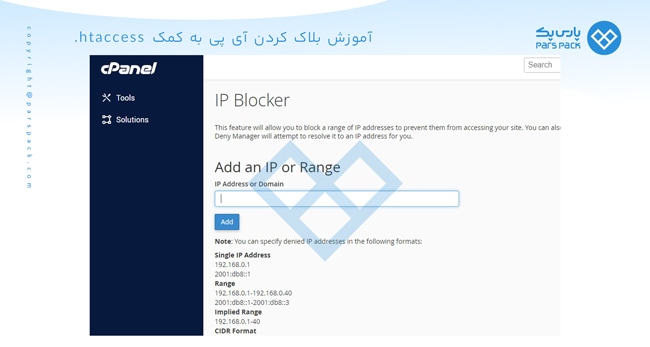 آموزش بلاک کردن آی پی به کمک htaccess.
پارس پک
PARS PACK
copyright@parspack.com
cPanel
Search
Tools
Solutions
IP Blocker
This feature will allow you to block a range of IP addresses to prevent them from accessing your site. You can also
Deny Manager will attempt to resolve it to an IP address for you.
Add an IP or Range
IP Address or Domain
Add
Note: You can specify denied IP addresses in the following formats:
Single IP Address
192.168.0.1
2001:db8::1
Range
192.168.0.1-192.168.0.40
2001:db8::1-2001:db8::3
Implied Range
192.168.0.1-40
CIDR Format